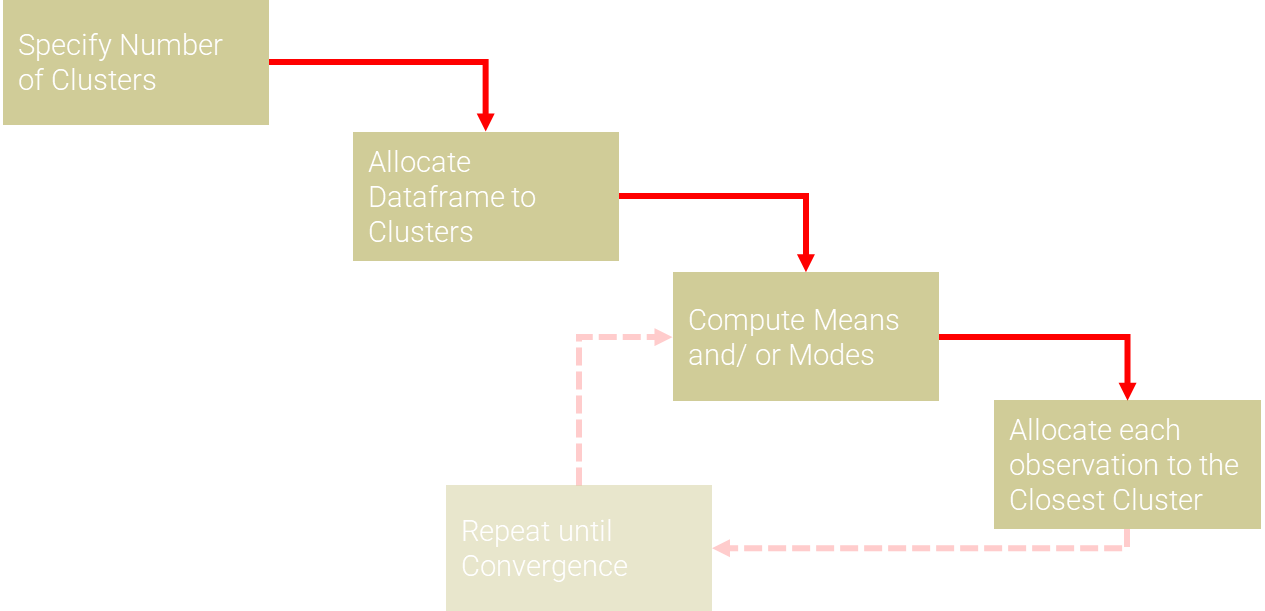 Specify Number
of Clusters
Allocate
Dataframe to
Clusters
Compute Means
and/ or Modes
Allocate each
observation to the
Closest Cluster
Repeat until
Convergence